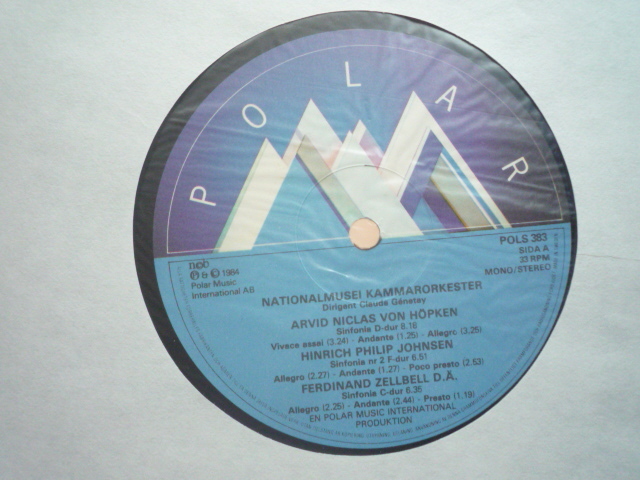 POLAR
POLS 383
SIDA A
33 RPM
MONO/STEREO
ncb
Ⓟ & © 1984
Polar Music
International AB
NATIONALMUSEI KAMMARORKESTER
Dirigent Claude Génetay
ARVID NICLAS VON HÖPKEN
Sinfonia D-dur 8.16
Vivace assai (3.24) - Andante (1.25) - Allegro (3.25)
HINRICH PHILIP JOHNSEN
Sinfonia nr 2 F-dur 6.51
Allegro (2.27) - Andante (1.27) - Poco presto (2.53)
FERDINAND ZELLBELL D.Ä.
Sinfonie C-dur 6.35
Allegro (2.25) - Andante (2.44) - Presto (1.19)
EN POLAR MUSIC INTERNATIONAL
PRODUKTION